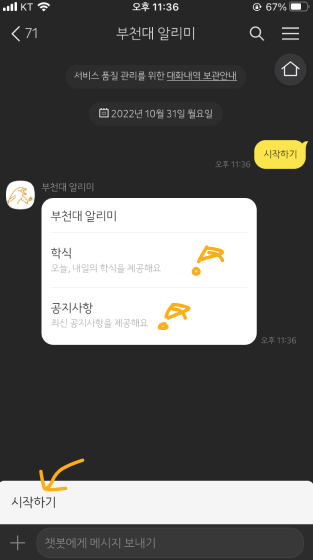 KT 오후 11:36 67%
71 부천대 알리미
서비스 품질 관리를 위한 대화내역 보관안내
2022년 10월 31일 월요일
오후 11:36 시작하기
부천대 알리미
부천대 알리미
학식
오늘, 내일의 학식을 제공해요
공지사항
최신 공지사항을 제공해요
오후 11:36
시작하기
챗봇에게 메시지 보내기